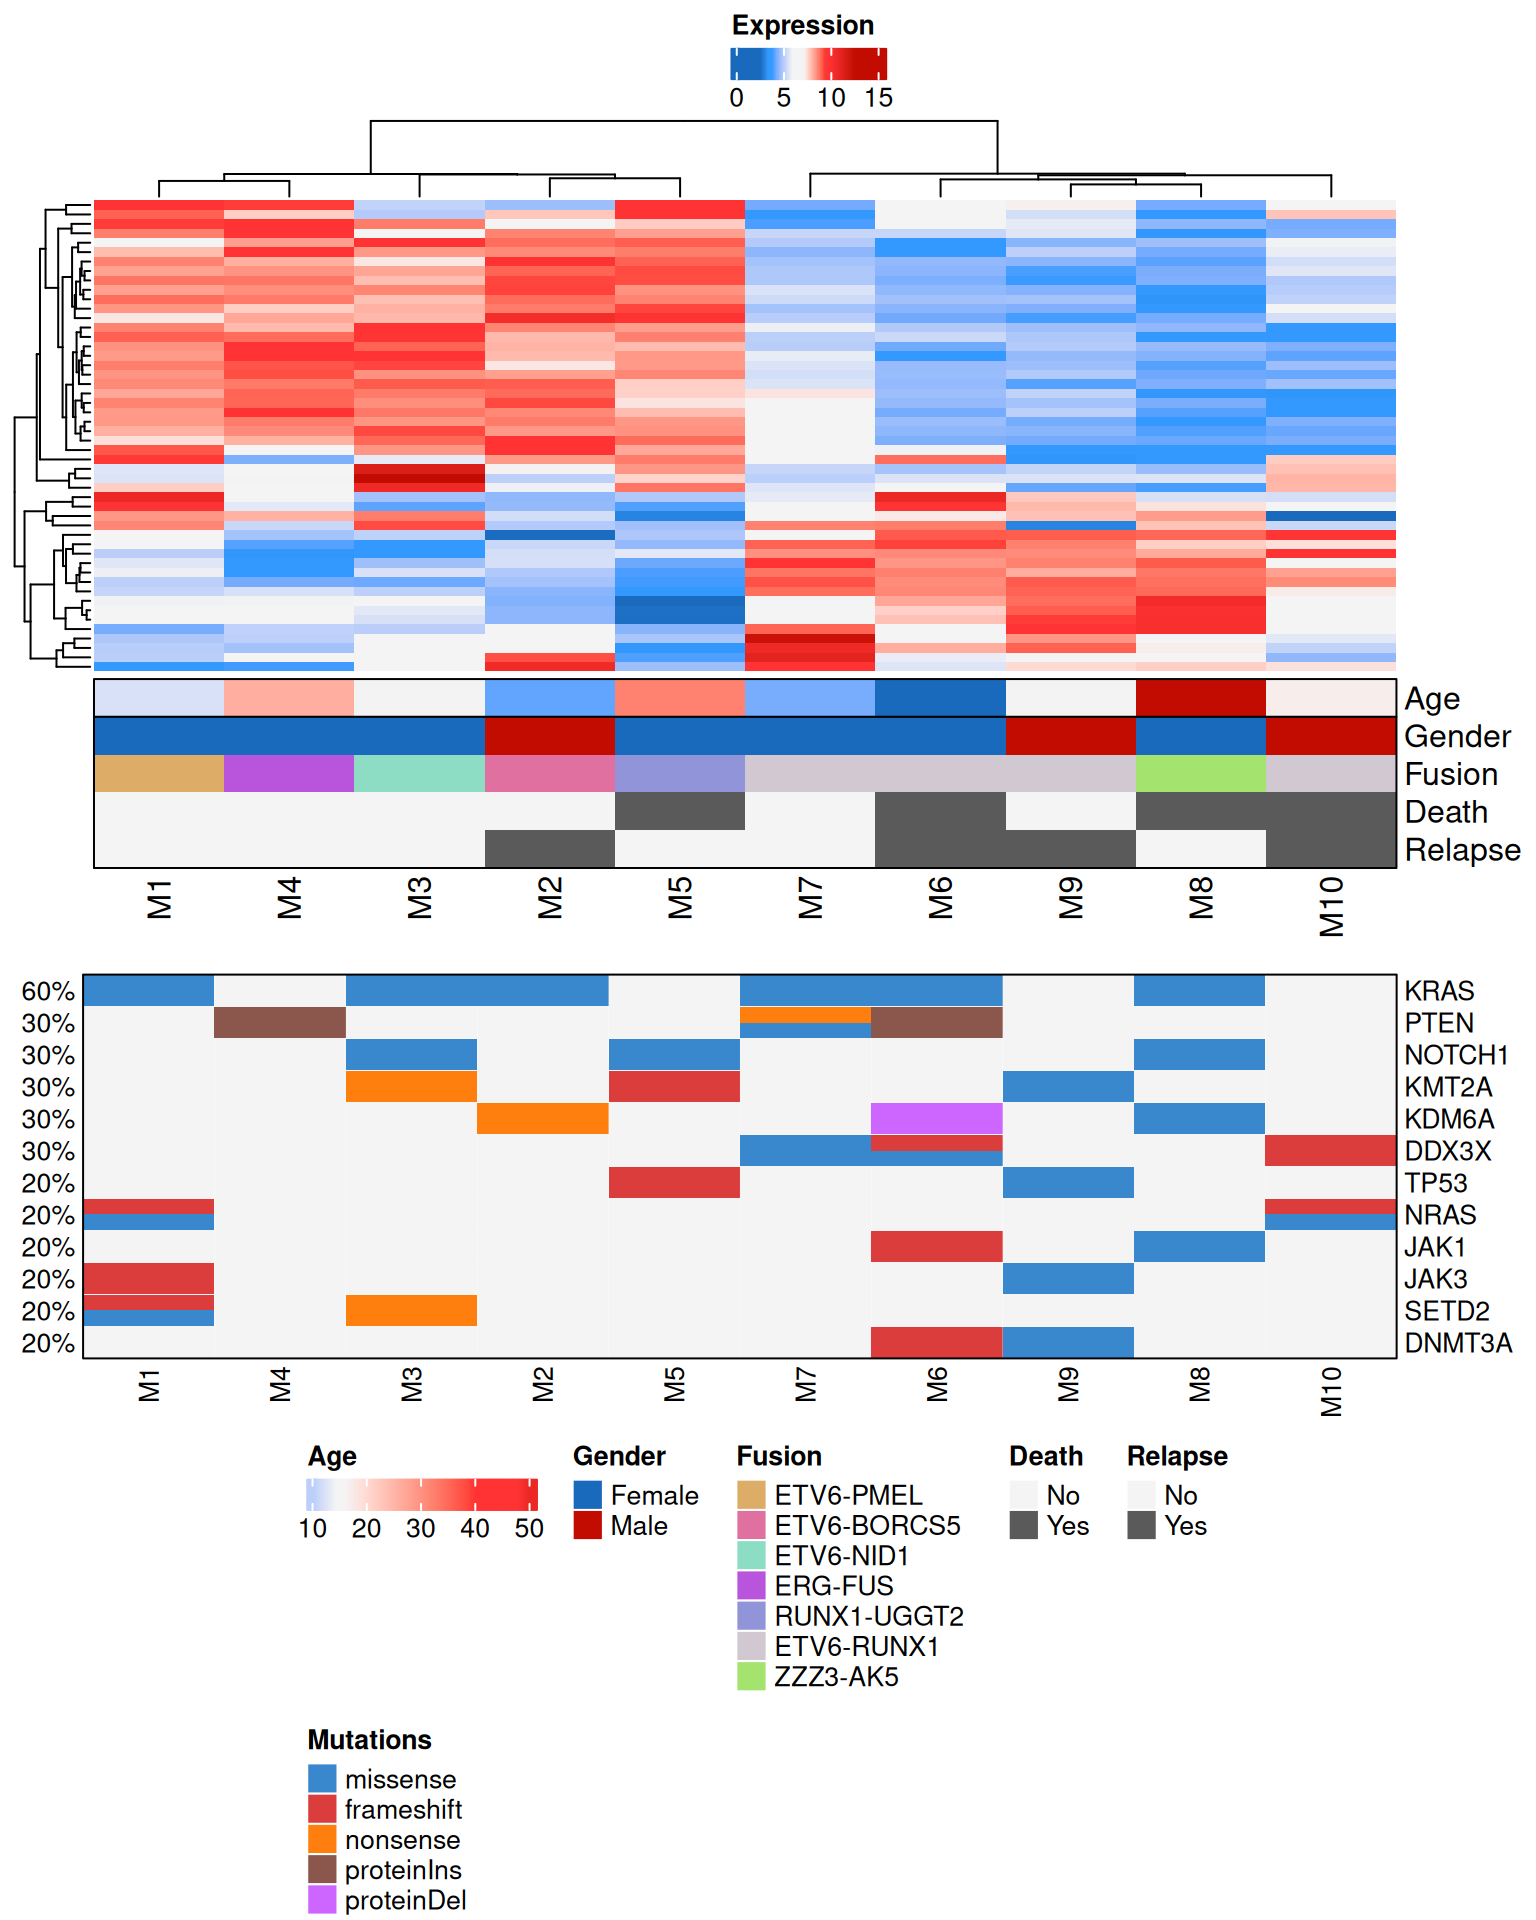 Expression
0 5 10 15
Age
Gender
Fusion
Death
Relapse
M1 M4 M3 M2 M5 M7 M6 M9 M8 M10
60% KRAS
30% PTEN
30% NOTCH1
30% KMT2A
30% KDM6A
30% DDX3X
20% TP53
20% NRAS
20% JAK1
20% JAK3
20% SETD2
20% DNMT3A
M1 M4 M3 M2 M5 M7 M6 M9 M8 M10
Age
10 20 30 40 50
Gender
Female
Male
Fusion
ETV6-PMEL
ETV6-BORCS5
ETV6-NID1
ERG-FUS
RUNX1-UGGT2
ETV6-RUNX1
ZZZ3-AK5
Death
No
Yes
Relapse
No
Yes
Mutations
missense
frameshift
nonsense
proteinIns
proteinDel